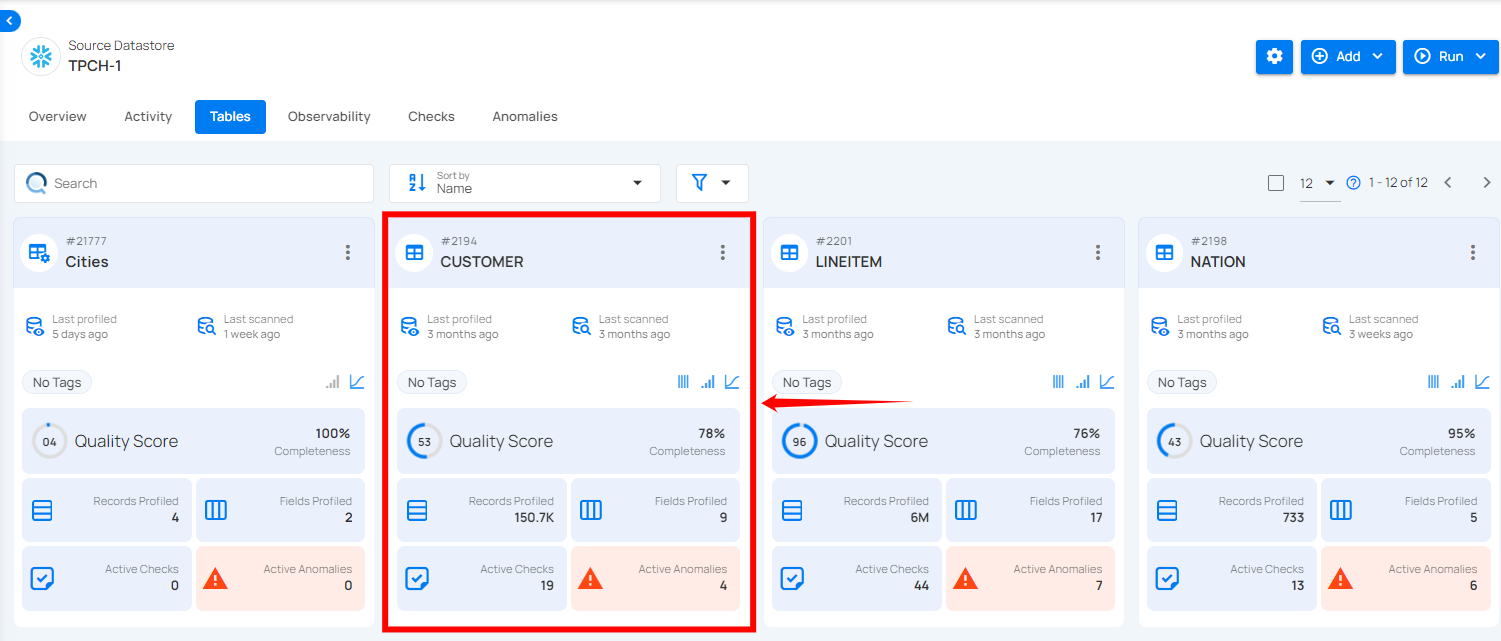 Source Datastore
TPCH-1
Add
Run
Overview Activity Tables Observability Checks Anomalies
Search
Sort by
Name
12
1 - 12 of 12
#21777
Cities
Last profiled
5 days ago
Last scanned
1 week ago
No Tags
04
Quality Score
100%
Completeness
Records Profiled
4
Fields Profiled
2
Active Checks
0
Active Anomalies
0
#2194
CUSTOMER
Last profiled
3 months ago
Last scanned
3 months ago
No Tags
53
Quality Score
78%
Completeness
Records Profiled
150.7K
Fields Profiled
9
Active Checks
19
Active Anomalies
4
#2201
LINEITEM
Last profiled
3 months ago
Last scanned
3 months ago
No Tags
96
Quality Score
76%
Completeness
Records Profiled
6M
Fields Profiled
17
Active Checks
44
Active Anomalies
7
#2198
NATION
Last profiled
3 months ago
Last scanned
3 weeks ago
No Tags
43
Quality Score
95%
Completeness
Records Profiled
733
Fields Profiled
5
Active Checks
13
Active Anomalies
6